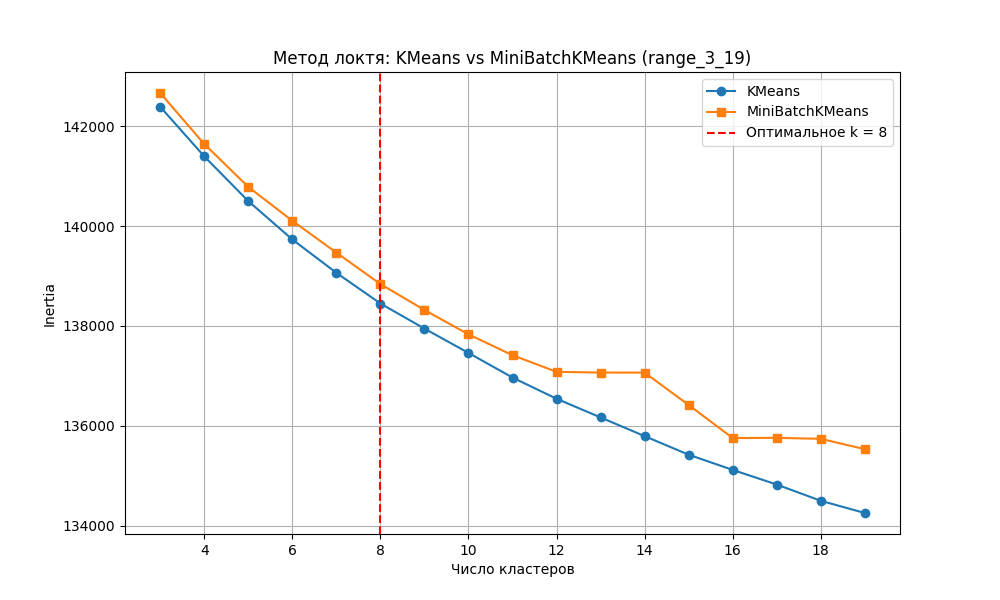 Метод локтя: KMeans vs MiniBatchKMeans (range_3_19)
KMeans
MiniBatchKMeans
Оптимальное k = 8
142000
140000
138000
136000
134000
Inertia
4 6 8 10 12 14 16 18
Число кластеров